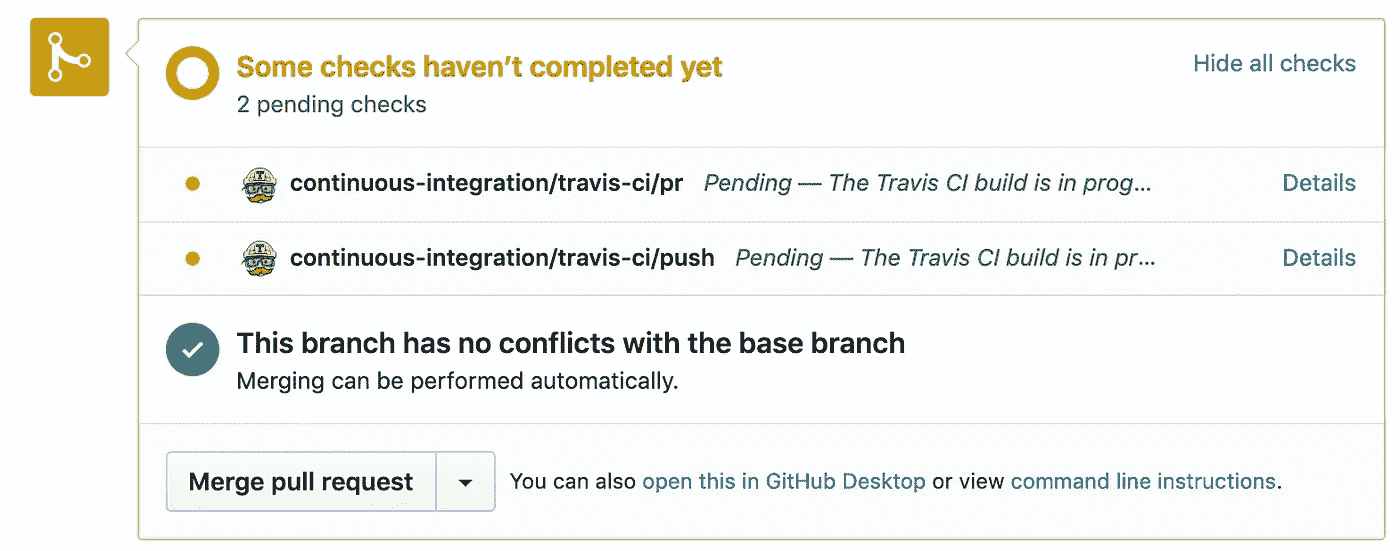 Some checks haven’t completed yet
Hide all checks
2 pending checks
continuous-integration/travis-ci/pr Pending — The Travis CI build is in prog... Details
continuous-integration/travis-ci/push Pending — The Travis CI build is in pr... Details
This branch has no conflicts with the base branch
Merging can be performed automatically.
Merge pull request You can also open this in GitHub Desktop or view command line instructions.